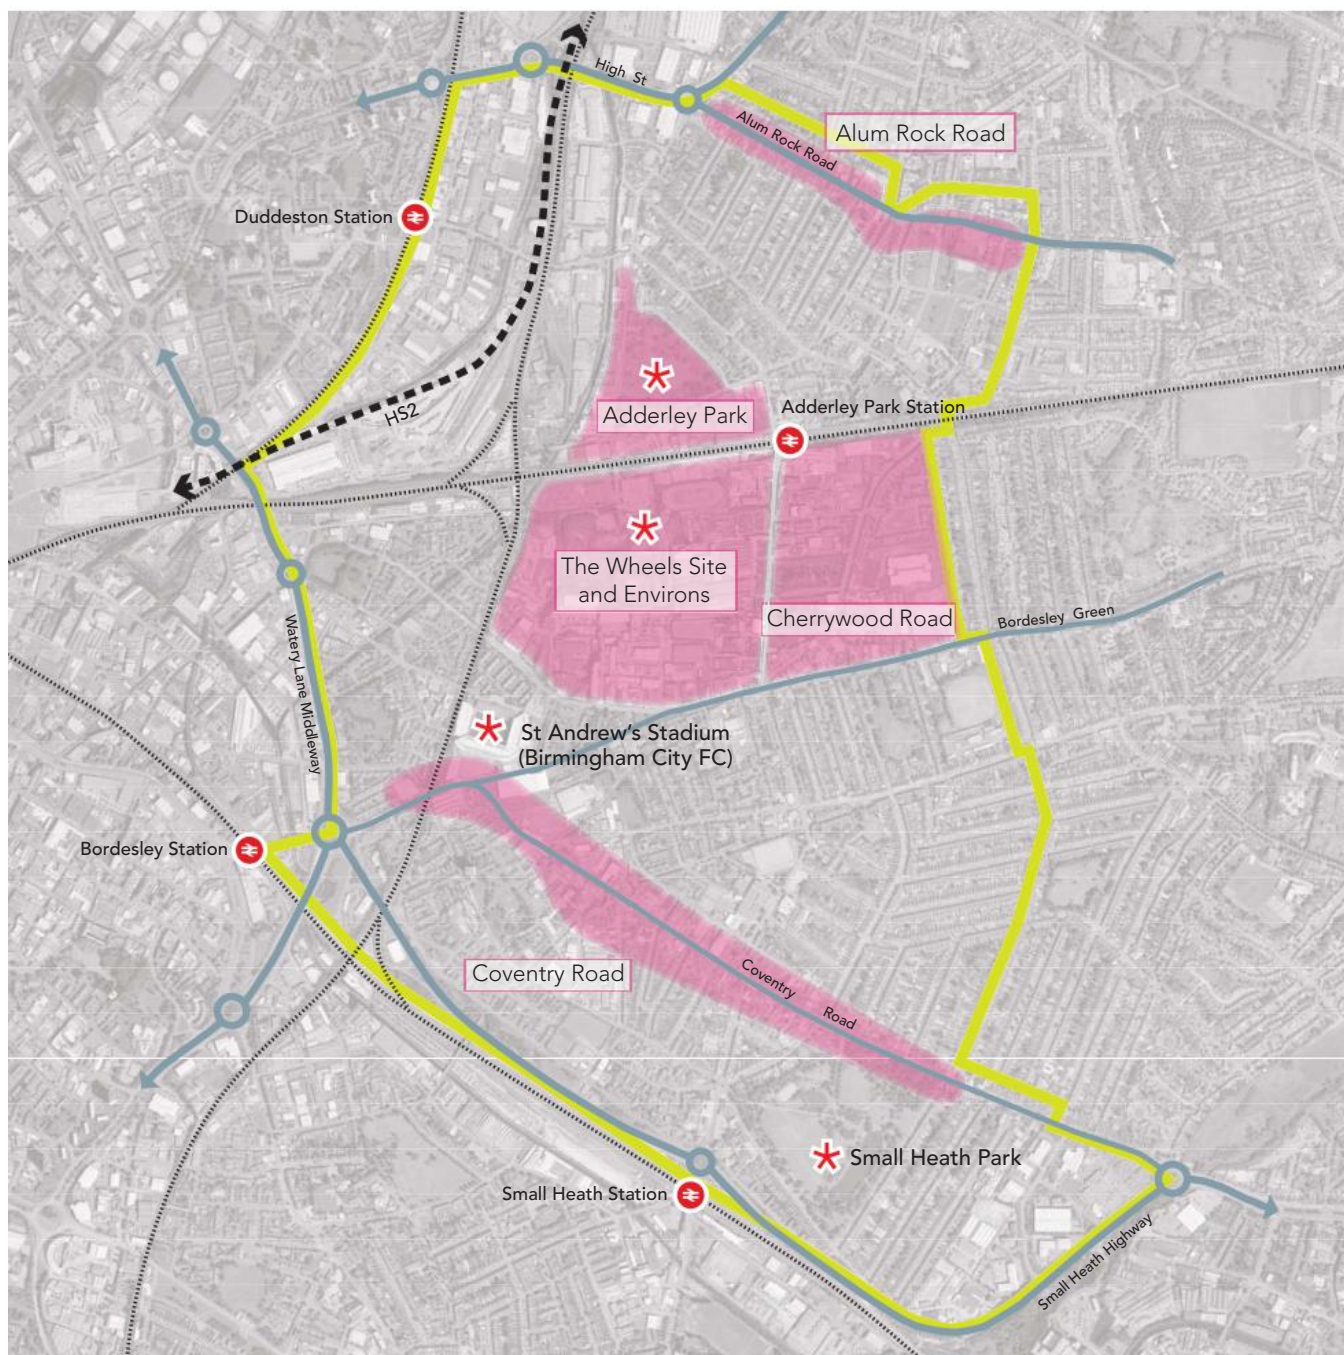 High St
Alum Rock Road
Alum Rock Road
Duddeston Station
HS2
Adderley Park
Adderley Park Station
The Wheels Site
and Environs
Cherrywood Road
Bordesley Green
Watery Lane Middleway
St Andrew's Stadium
(Birmingham City FC)
Bordesley Station
Coventry Road
Coventry Road
Small Heath Park
Small Heath Station
Small Heath Highway